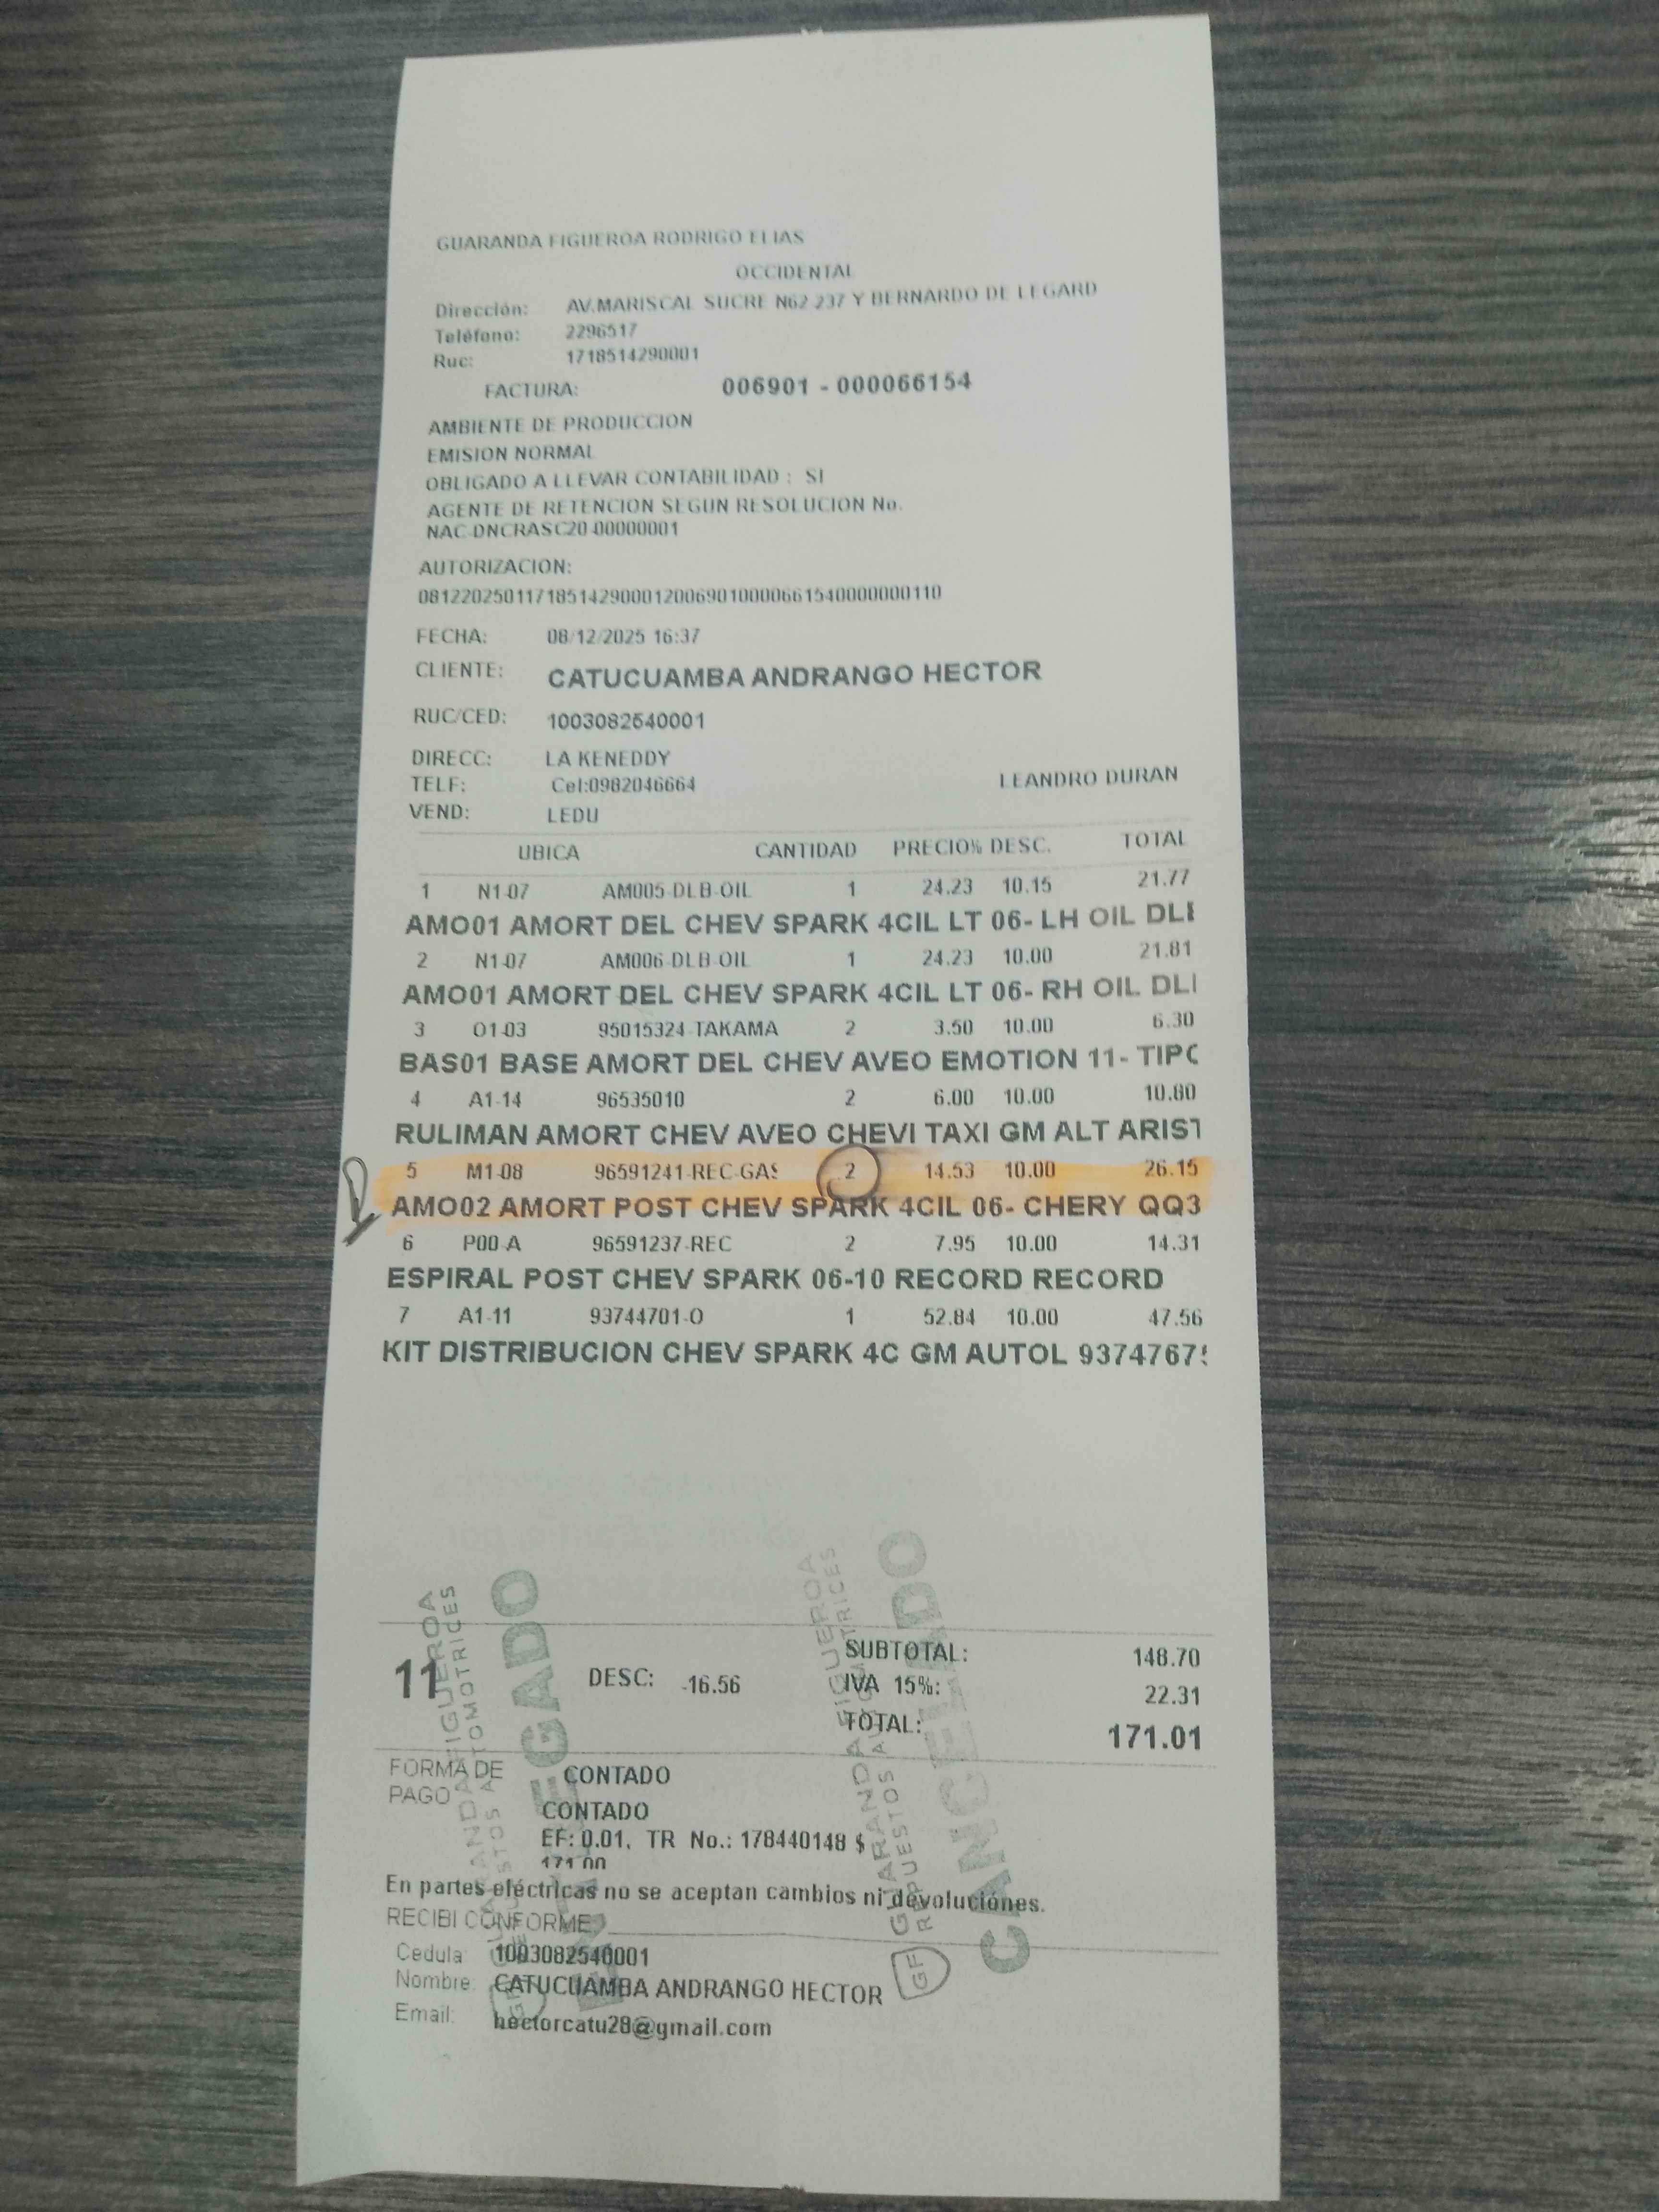 GUARANDA FIGUEROA RODRIGO ELIAS
OCCIDENTAL
Dirección: AV.MARISCAL SUCRE N62-237 Y BERNARDO DE LEGARD
Teléfono: 2296517
Ruc: 1718514290001
FACTURA: 006901 - 000066154
AMBIENTE DE PRODUCCION
EMISION NORMAL
OBLIGADO A LLEVAR CONTABILIDAD : SI
AGENTE DE RETENCION SEGUN RESOLUCION No.
NAC-DNCRASC20-00000001
AUTORIZACION:
0812202501171851429000120069010000661540000000110
FECHA: 08/12/2025 16:37
CLIENTE: CATUCUAMBA ANDRANGO HECTOR
RUC/CED: 1003082540001
DIRECC: LA KENEDDY
TELF: Cel:0982046664 LEANDRO DURAN
VEND: LEDU
UBICA CANTIDAD PRECIO% DESC. TOTAL
1 N1-07 AM005-DLB-OIL 1 24.23 10.15 21.77
AMO01 AMORT DEL CHEV SPARK 4CIL LT 06- LH OIL
2 N1-07 AM006-DLB-OIL 1 24.23 10.00 21.81
AMO01 AMORT DEL CHEV SPARK 4CIL LT 06- RH OIL
3 O1-03 95015324-TAKAMA 2 3.50 10.00 6.30
BAS01 BASE AMORT DEL CHEV AVEO EMOTION 11- TIPO
4 A1-14 96535010 2 6.00 10.00 10.80
RULIMAN AMORT CHEV AVEO CHEVI TAXI GM ALT ARIST
5 M1-08 96591241-REC-GAS 2 14.53 10.00 26.15
AMO02 AMORT POST CHEV SPARK 4CIL 06- CHERY QQ3
6 P00-A 96591237-REC 2 7.95 10.00 14.31
ESPIRAL POST CHEV SPARK 06-10 RECORD RECORD
7 A1-11 93744701-O 1 52.84 10.00 47.56
KIT DISTRIBUCION CHEV SPARK 4C GM AUTOL 9374767
SUBTOTAL: 148.70
11 DESC: -16.56 IVA 15%: 22.31
TOTAL: 171.01
FORMA DE PAGO CONTADO
CONTADO
EF: 0.01, TR No.: 178440148 $
171.00
En partes eléctricas no se aceptan cambios ni devoluciónes.
RECIBI CONFORME:
Cedula 1003082540001
Nombre CATUCUAMBA ANDRANGO HECTOR
Email: hectorcatu28@gmail.com
GUARANDA FIGUEROA
REPUESTOS AUTOMOTRICES
ENTREGADO
GF
GUARANDA FIGUEROA
REPUESTOS AUTOMOTRICES
CANCELADO
GF